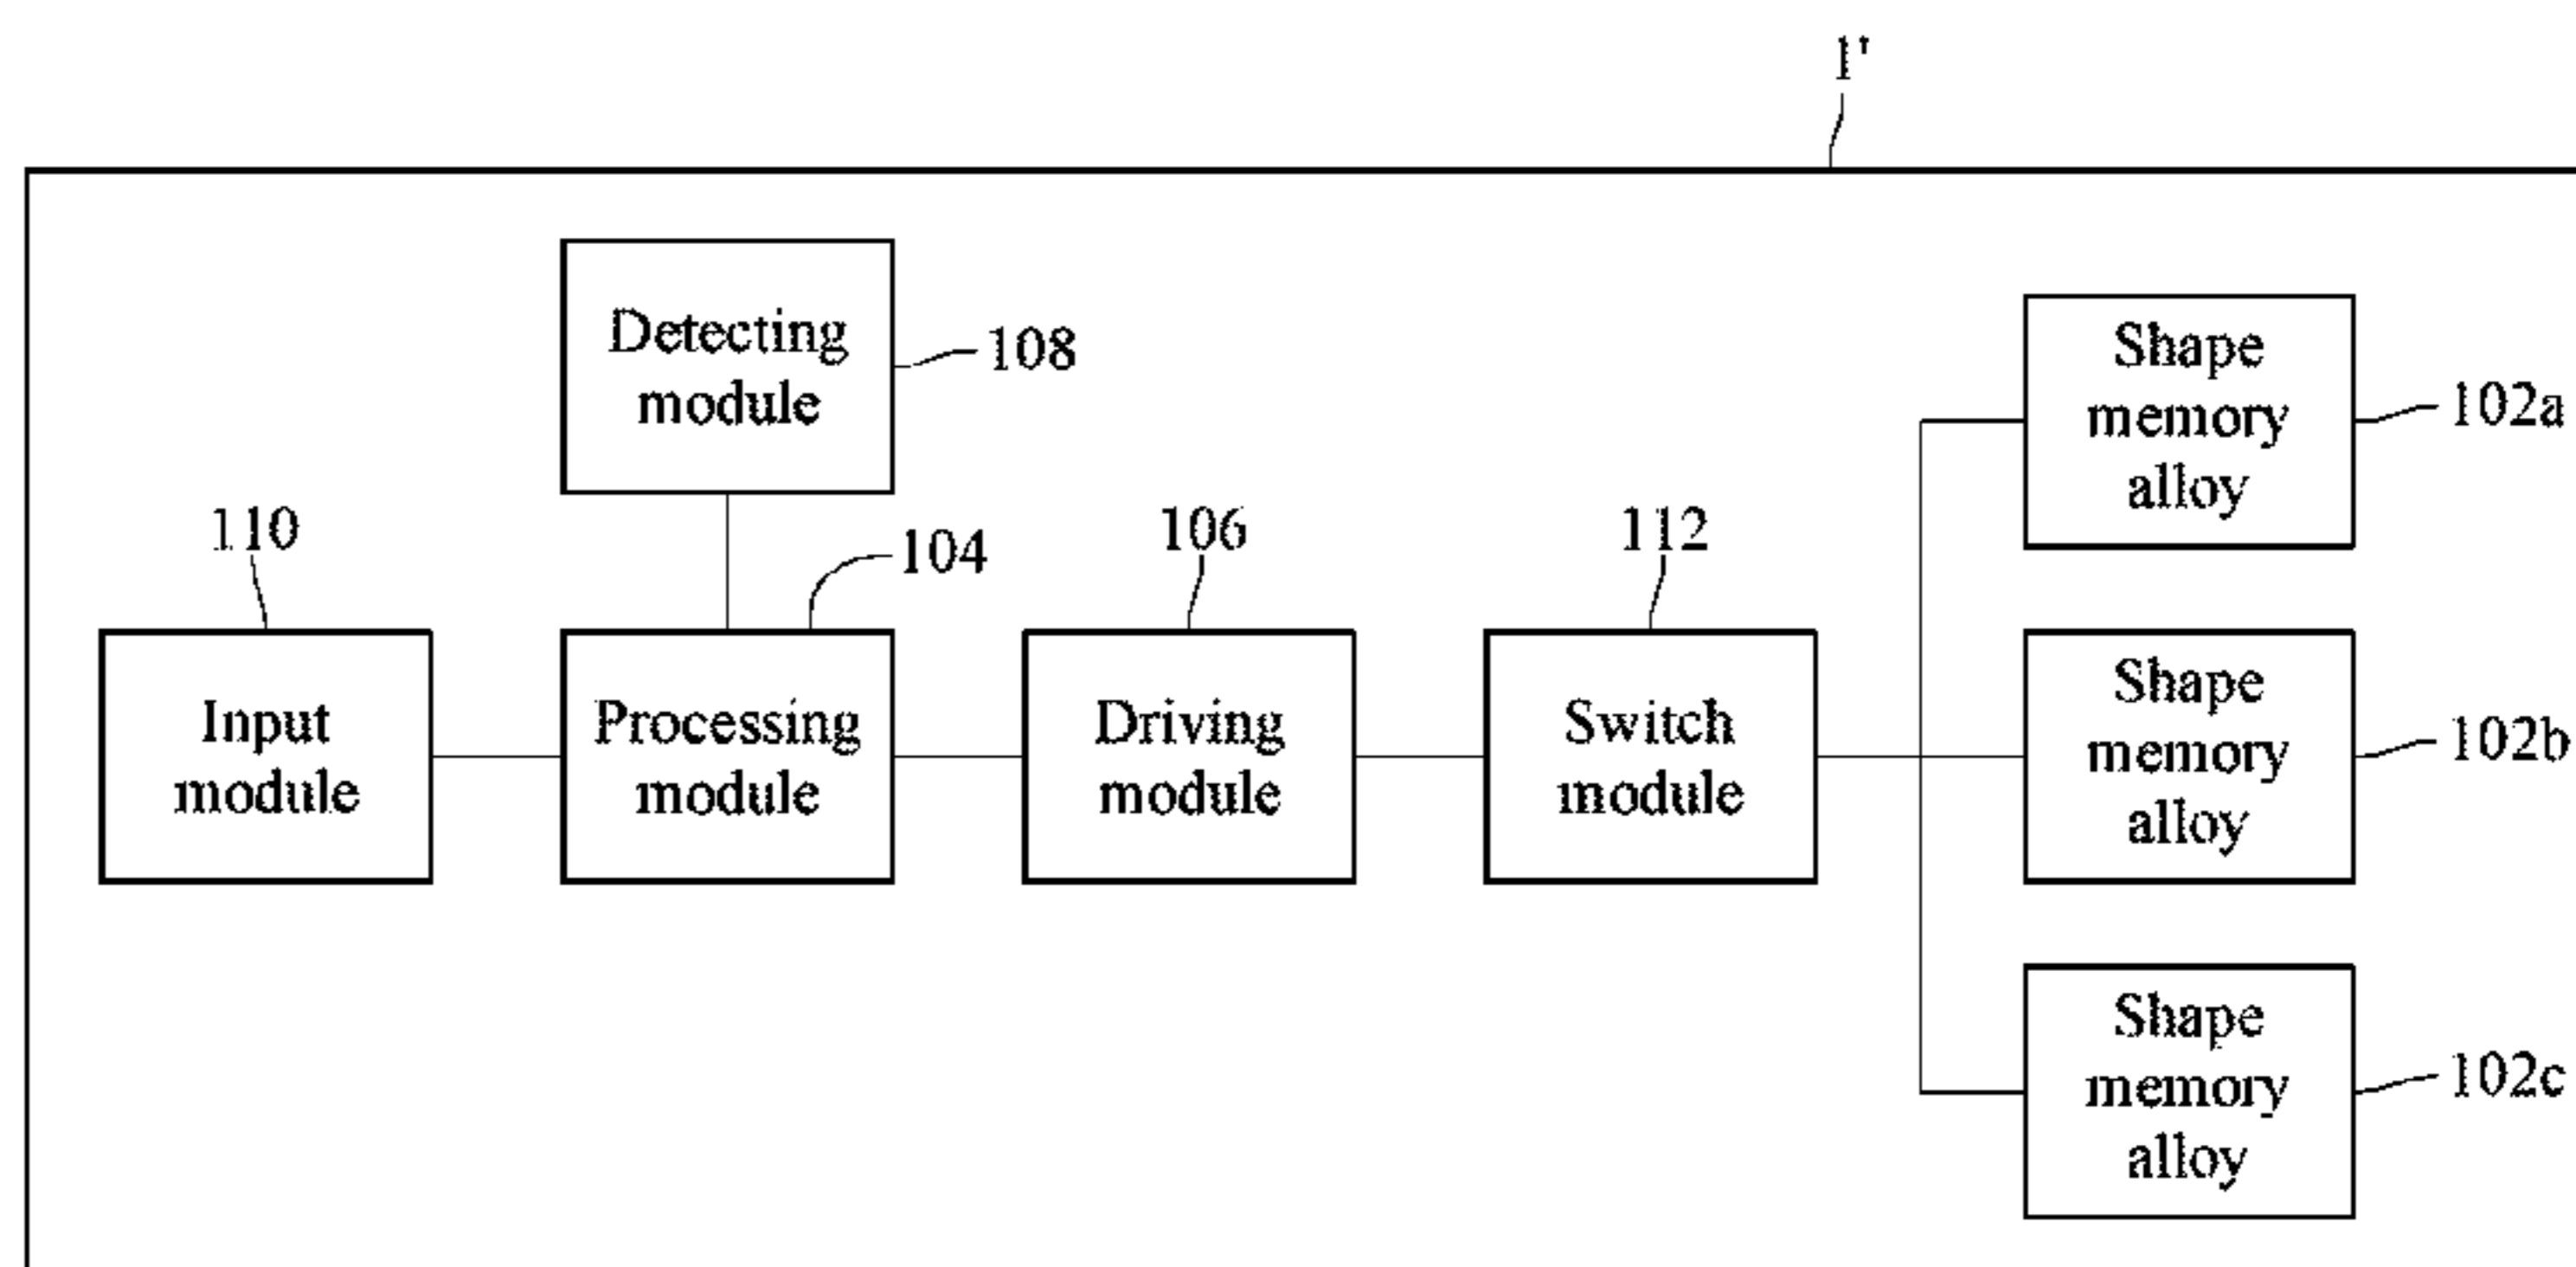 1'
Detecting
module
108
Shape
memory
alloy
102a
110
104
106
112
Input
module
Processing
module
Driving
module
Switch
module
Shape
memory
alloy
102b
Shape
memory
alloy
102c